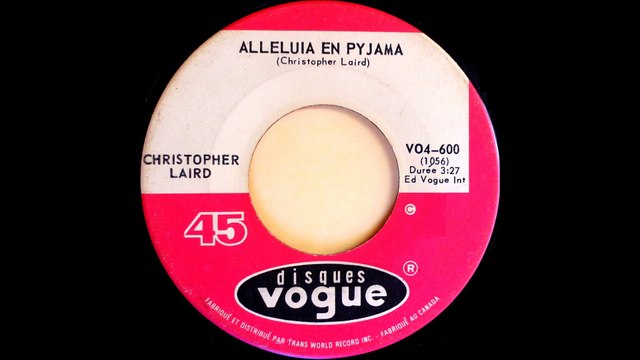 ALLELUIA EN PYJAMA
(Christopher Laird)
CHRISTOPHER
LAIRD
VO4-600
(1056)
Durée 3:27
Ed Vogue Int
45
©
disques
vogue
®
FABRIQUÉ ET DISTRIBUÉ PAR TRANS WORLD RECORD INC. - FABRIQUÉ AU CANADA